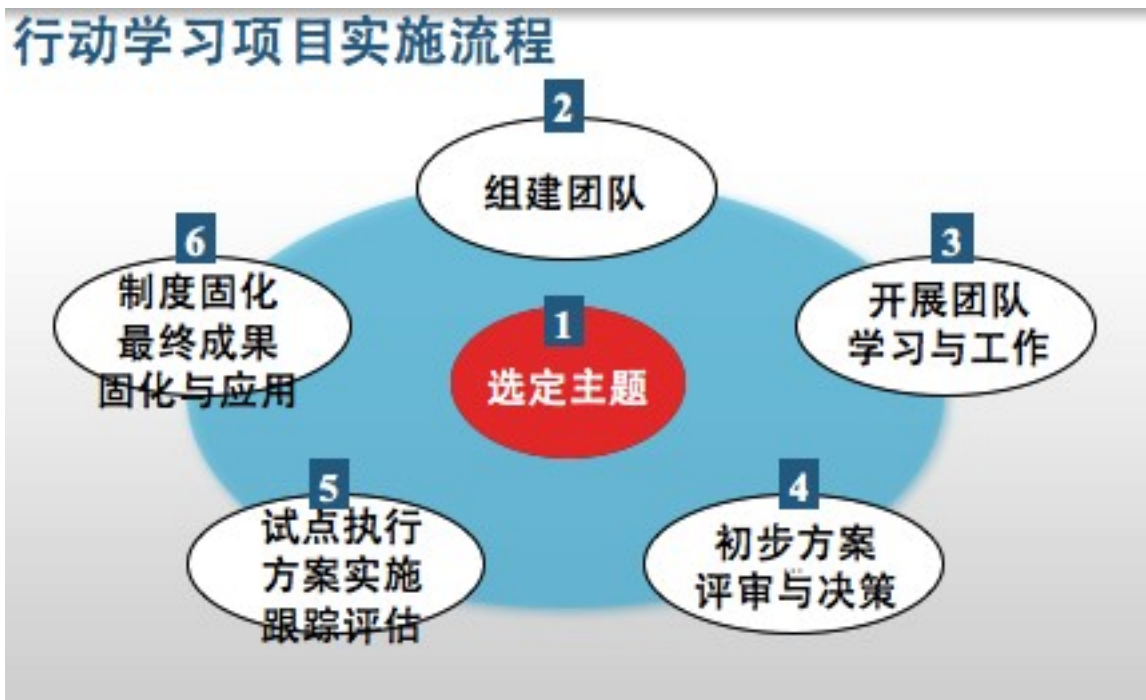 行动学习项目实施流程
1
选定主题
2
组建团队
3
开展团队
学习与工作
4
初步方案
评审与决策
5
试点执行
方案实施
跟踪评估
6
制度固化
最终成果
固化与应用